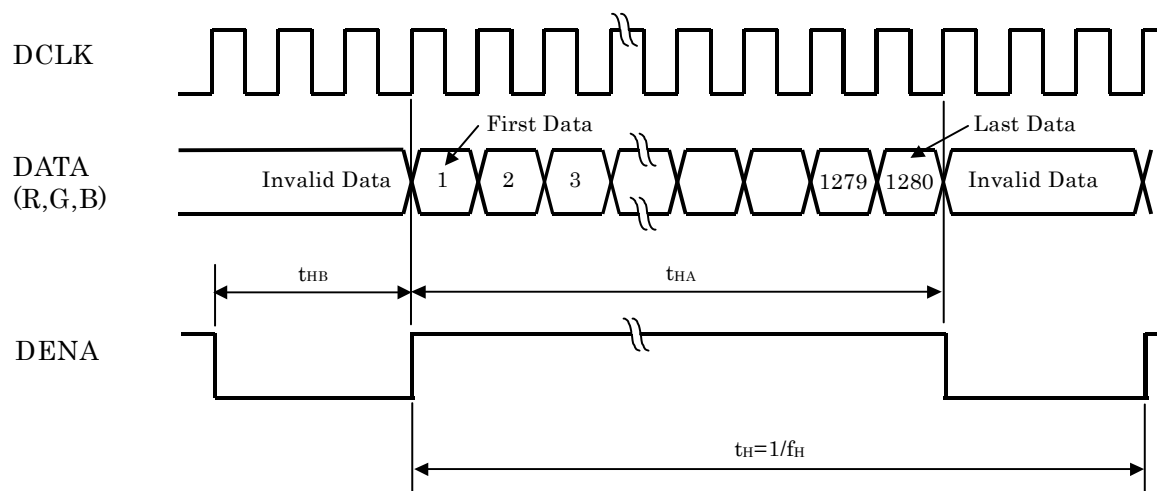 DCLK
First Data
Last Data
DATA
(R,G,B)
Invalid Data
1
2
3
1279
1280
Invalid Data
tHB
tHA
DENA
tH=1/fH